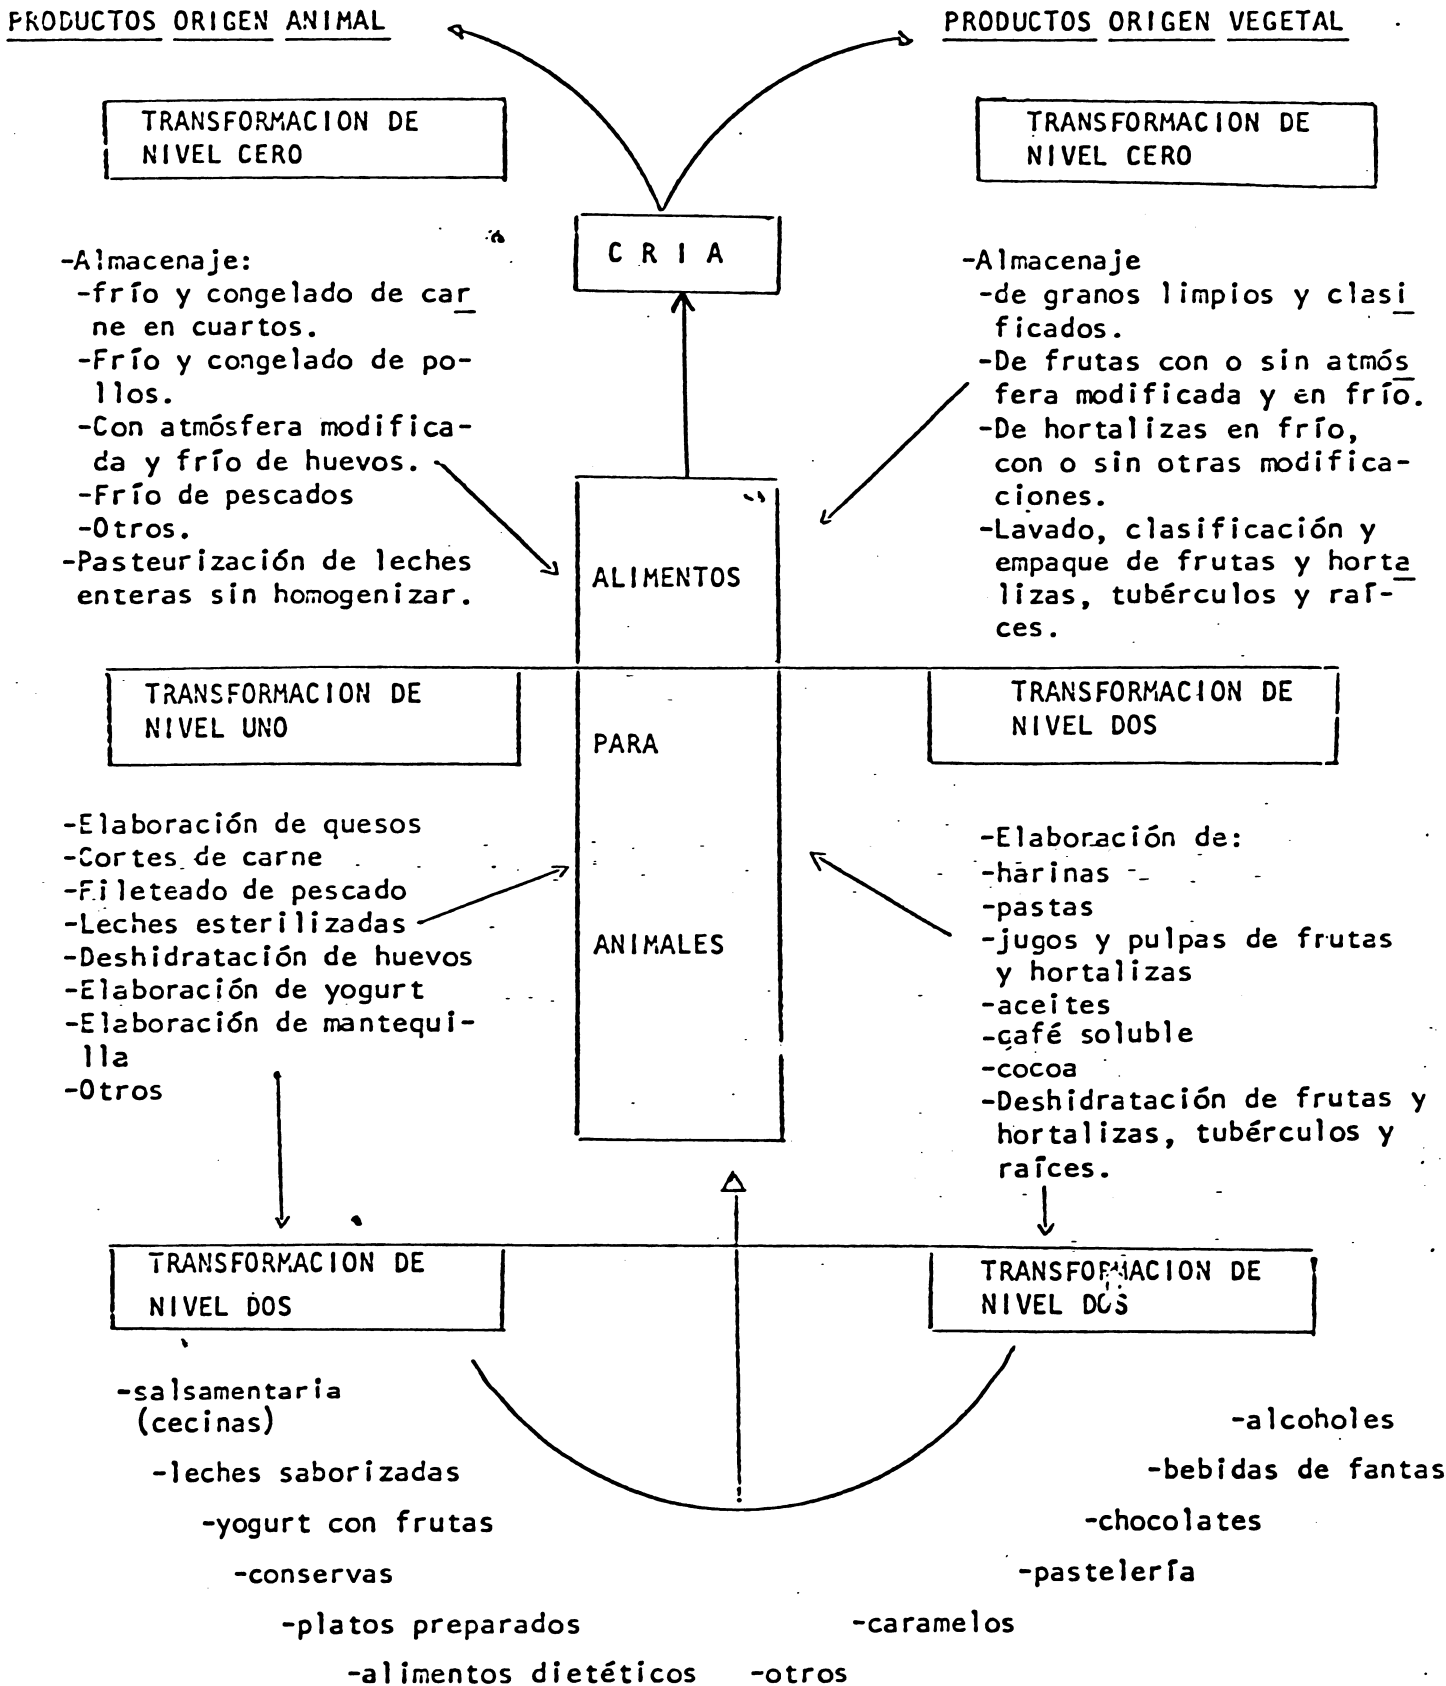 PRODUCTOS ORIGEN ANIMAL
PRODUCTOS ORIGEN VEGETAL
TRANSFORMACION DE
NIVEL CERO
TRANSFORMACION DE
NIVEL CERO
C R I A
-Almacenaje:
-frío y congelado de car
ne en cuartos.
-Frío y congelado de po-
llos.
-Con atmósfera modifica-
da y frío de huevos.
-Frío de pescados
-Otros.
-Pasteurización de leches
enteras sin homogenizar.
-Almacenaje
-de granos limpios y clasi
ficados.
-De frutas con o sin atmós
fera modificada y en frío.
-De hortalizas en frío,
con o sin otras modifica-
ciones.
-Lavado, clasificación y
empaque de frutas y horta
lizas, tubérculos y raí-
ces.
ALIMENTOS
PARA
ANIMALES
TRANSFORMACION DE
NIVEL UNO
TRANSFORMACION DE
NIVEL DOS
-Elaboración de quesos
-Cortes de carne
-Fileteado de pescado
-Leches esterilizadas
-Deshidratación de huevos
-Elaboración de yogurt
-Elaboración de mantequi-
lla
-Otros
-Elaboración de:
-harinas
-pastas
-jugos y pulpas de frutas
y hortalizas
-aceites
-café soluble
-cocoa
-Deshidratación de frutas y
hortalizas, tubérculos y
raíces.
TRANSFORMACION DE
NIVEL DOS
TRANSFORMACION DE
NIVEL DOS
-salsamentaria
(cecinas)
-leches saborizadas
-yogurt con frutas
-conservas
-platos preparados
-alimentos dietéticos
-otros
-caramelos
-pastelería
-chocolates
-bebidas de fantas
-alcoholes